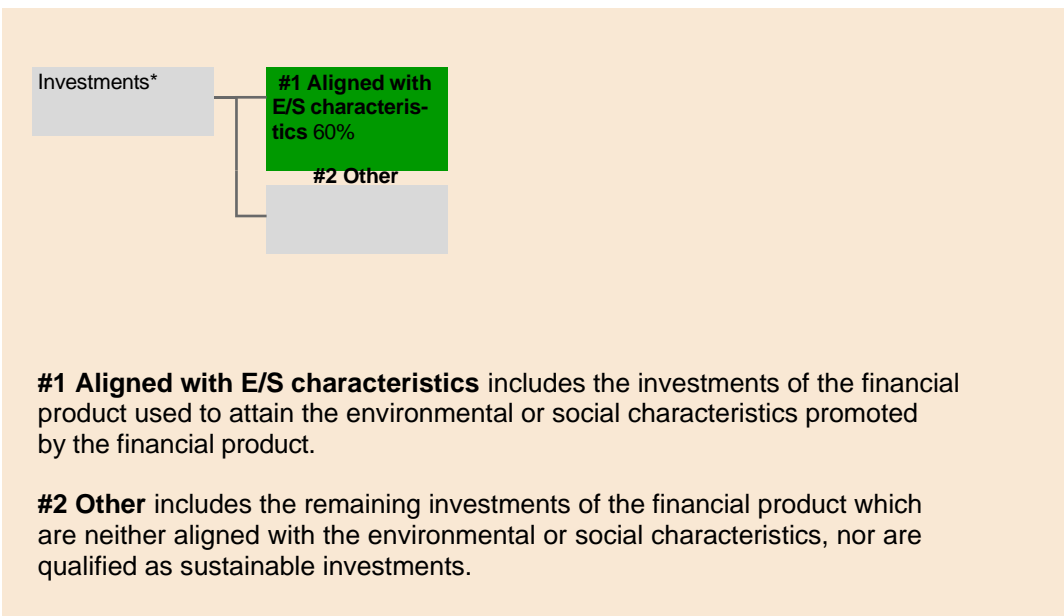 Investments*
#1 Aligned with
E/S characteris-
tics 60%
#2 Other
#1 Aligned with E/S characteristics includes the investments of the financial
product used to attain the environmental or social characteristics promoted
by the financial product.
#2 Other includes the remaining investments of the financial product which
are neither aligned with the environmental or social characteristics, nor are
qualified as sustainable investments.